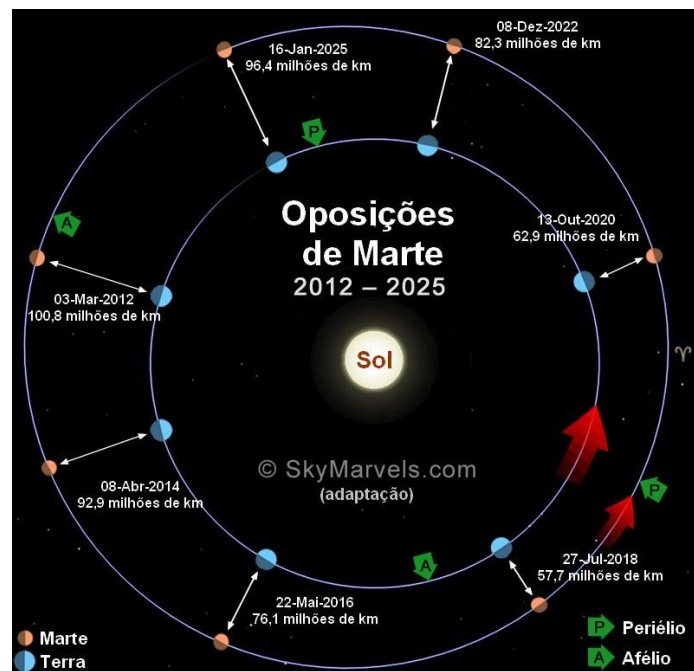 08-Dez-2022
82,3 milhões de km
16-Jan-2025
96,4 milhões de km
P
A
Oposições
de Marte
2012 – 2025
13-Out-2020
62,9 milhões de km
03-Mar-2012
100,8 milhões de km
Sol
♈
© SkyMarvels.com
(adaptação)
08-Abr-2014
92,9 milhões de km
P
A
27-Jul-2018
57,7 milhões de km
22-Mai-2016
76,1 milhões de km
Marte
Terra
P Periélio
A Afélio